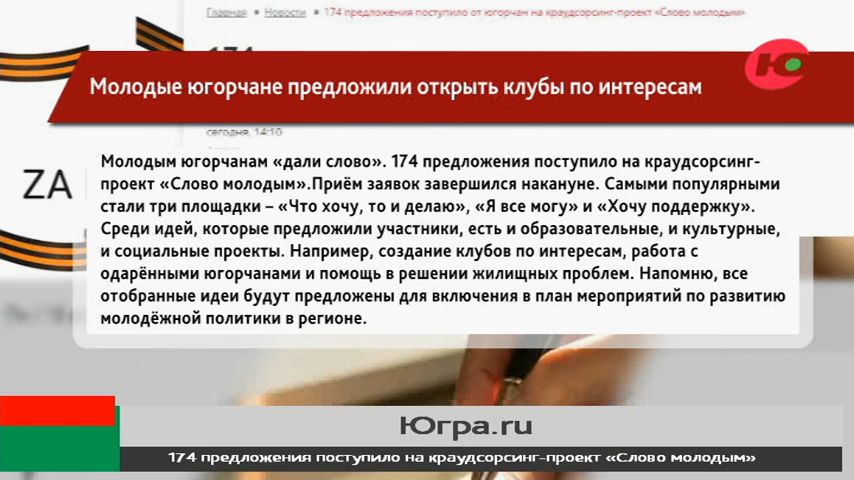 Главная • Новости • 174 предложения поступило от югорчан на краудсорсинг-проект «Слово молодым»
174
Молодые югорчане предложили открыть клубы по интересам
Ю
сегодня, 14:10
Молодым югорчанам «дали слово». 174 предложения поступило на краудсорсинг-
проект «Слово молодым».Приём заявок завершился накануне. Самыми популярными
стали три площадки – «Что хочу, то и делаю», «Я все могу» и «Хочу поддержку».
Среди идей, которые предложили участники, есть и образовательные, и культурные,
и социальные проекты. Например, создание клубов по интересам, работа с
одарёнными югорчанами и помощь в решении жилищных проблем. Напомню, все
отобранные идеи будут предложены для включения в план мероприятий по развитию
молодёжной политики в регионе.
ZA
Югра.ru
174 предложения поступило на краудсорсинг-проект «Слово молодым»